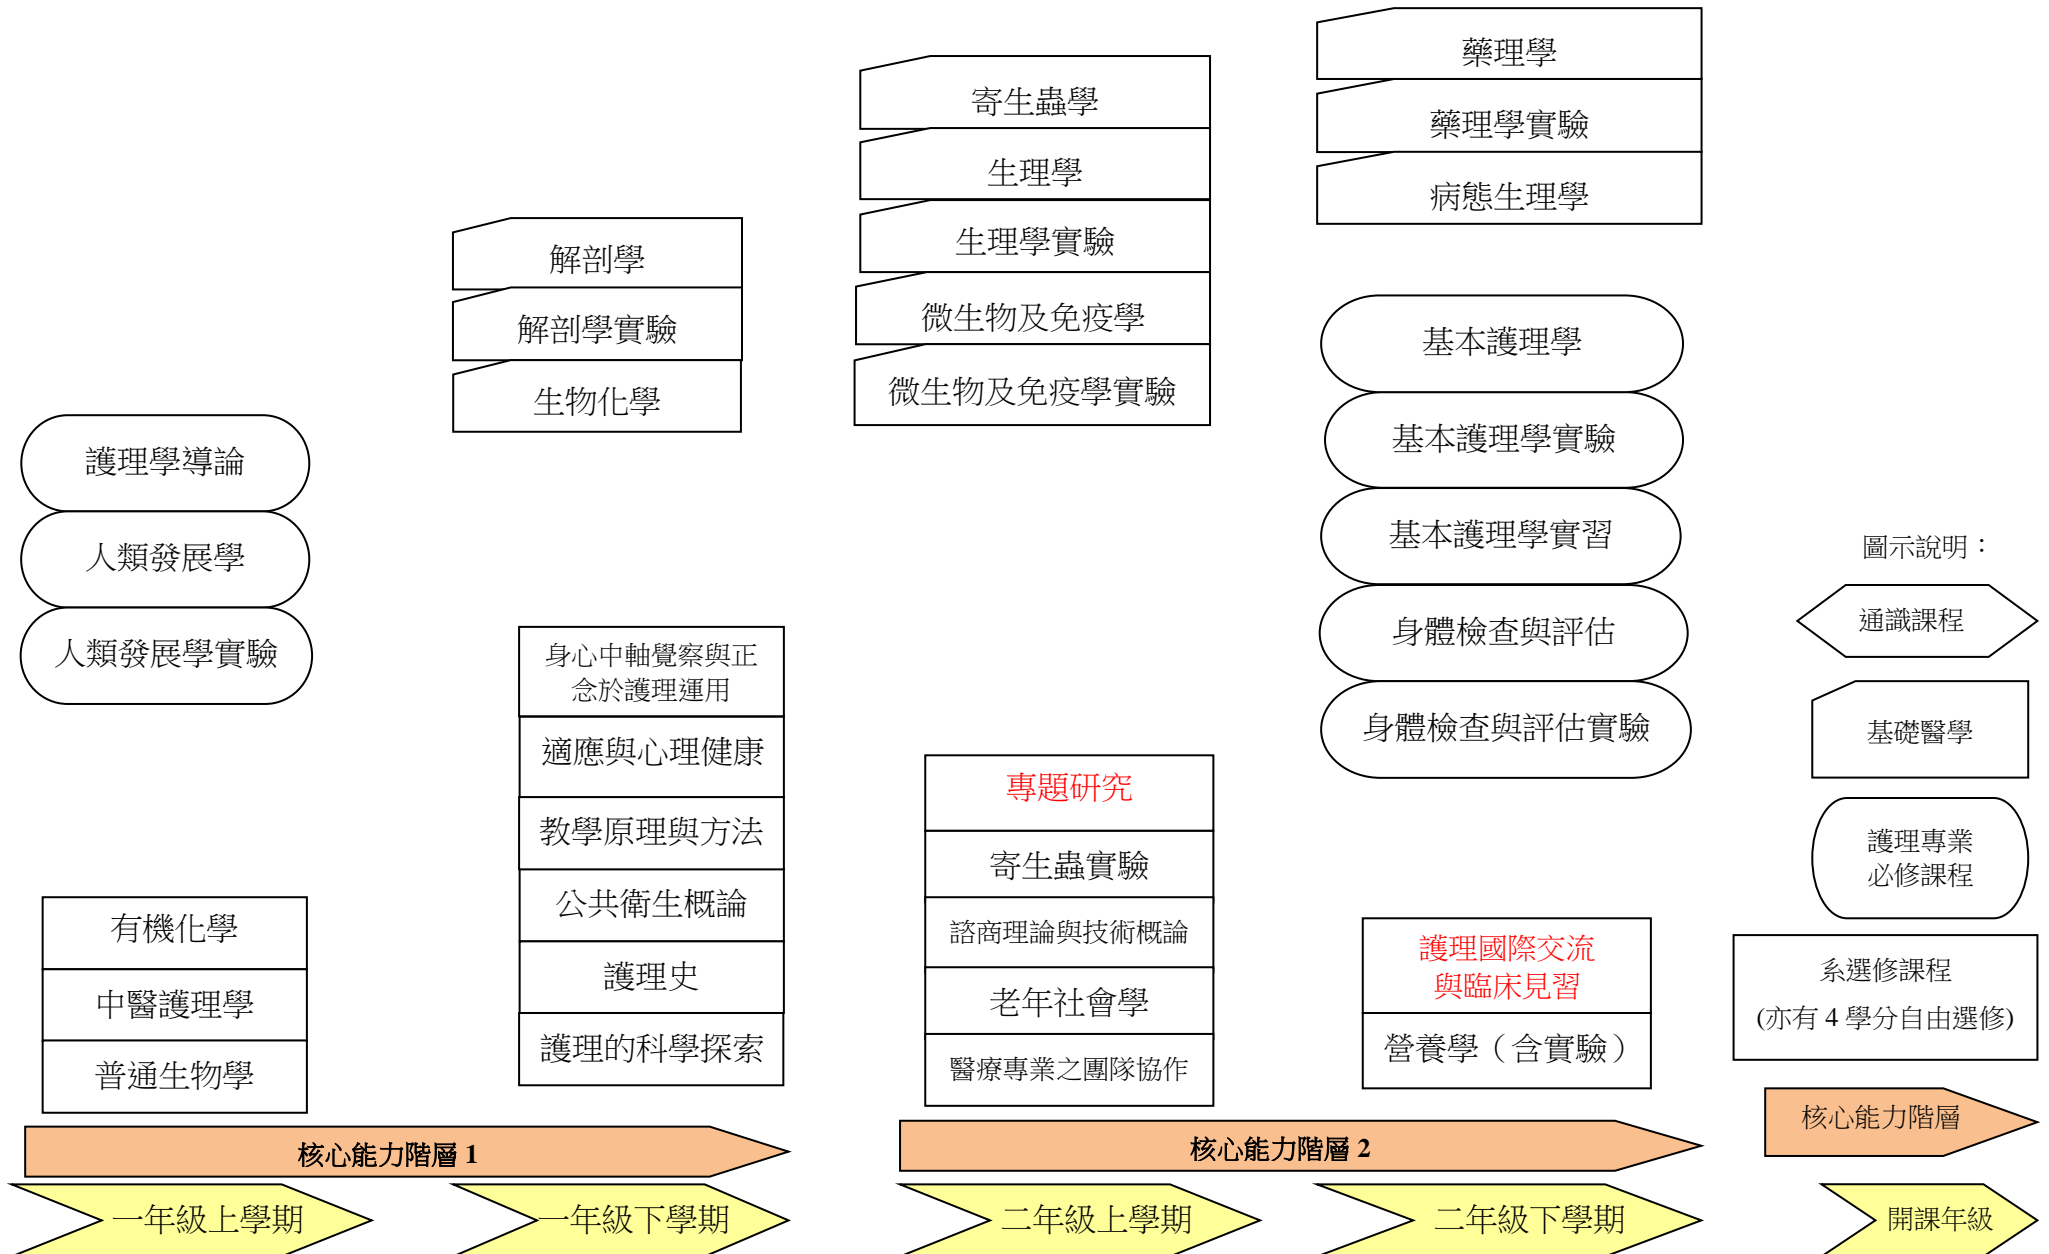 護理學導論
人類發展學
人類發展學實驗
有機化學
中醫護理學
普通生物學
解剖學
解剖學實驗
生物化學
身心中軸覺察與正
念於護理運用
適應與心理健康
教學原理與方法
公共衛生概論
護理史
護理的科學探索
寄生蟲學
生理學
生理學實驗
微生物及免疫學
微生物及免疫學實驗
專題研究
寄生蟲實驗
諮商理論與技術概論
老年社會學
醫療專業之團隊協作
藥理學
藥理學實驗
病態生理學
基本護理學
基本護理學實驗
基本護理學實習
身體檢查與評估
身體檢查與評估實驗
護理國際交流
與臨床見習
營養學（含實驗）
圖示說明：
通識課程
基礎醫學
護理專業
必修課程
系選修課程
(亦有 4 學分自由選修)
核心能力階層
開課年級
核心能力階層 1
核心能力階層 2
一年級上學期
一年級下學期
二年級上學期
二年級下學期